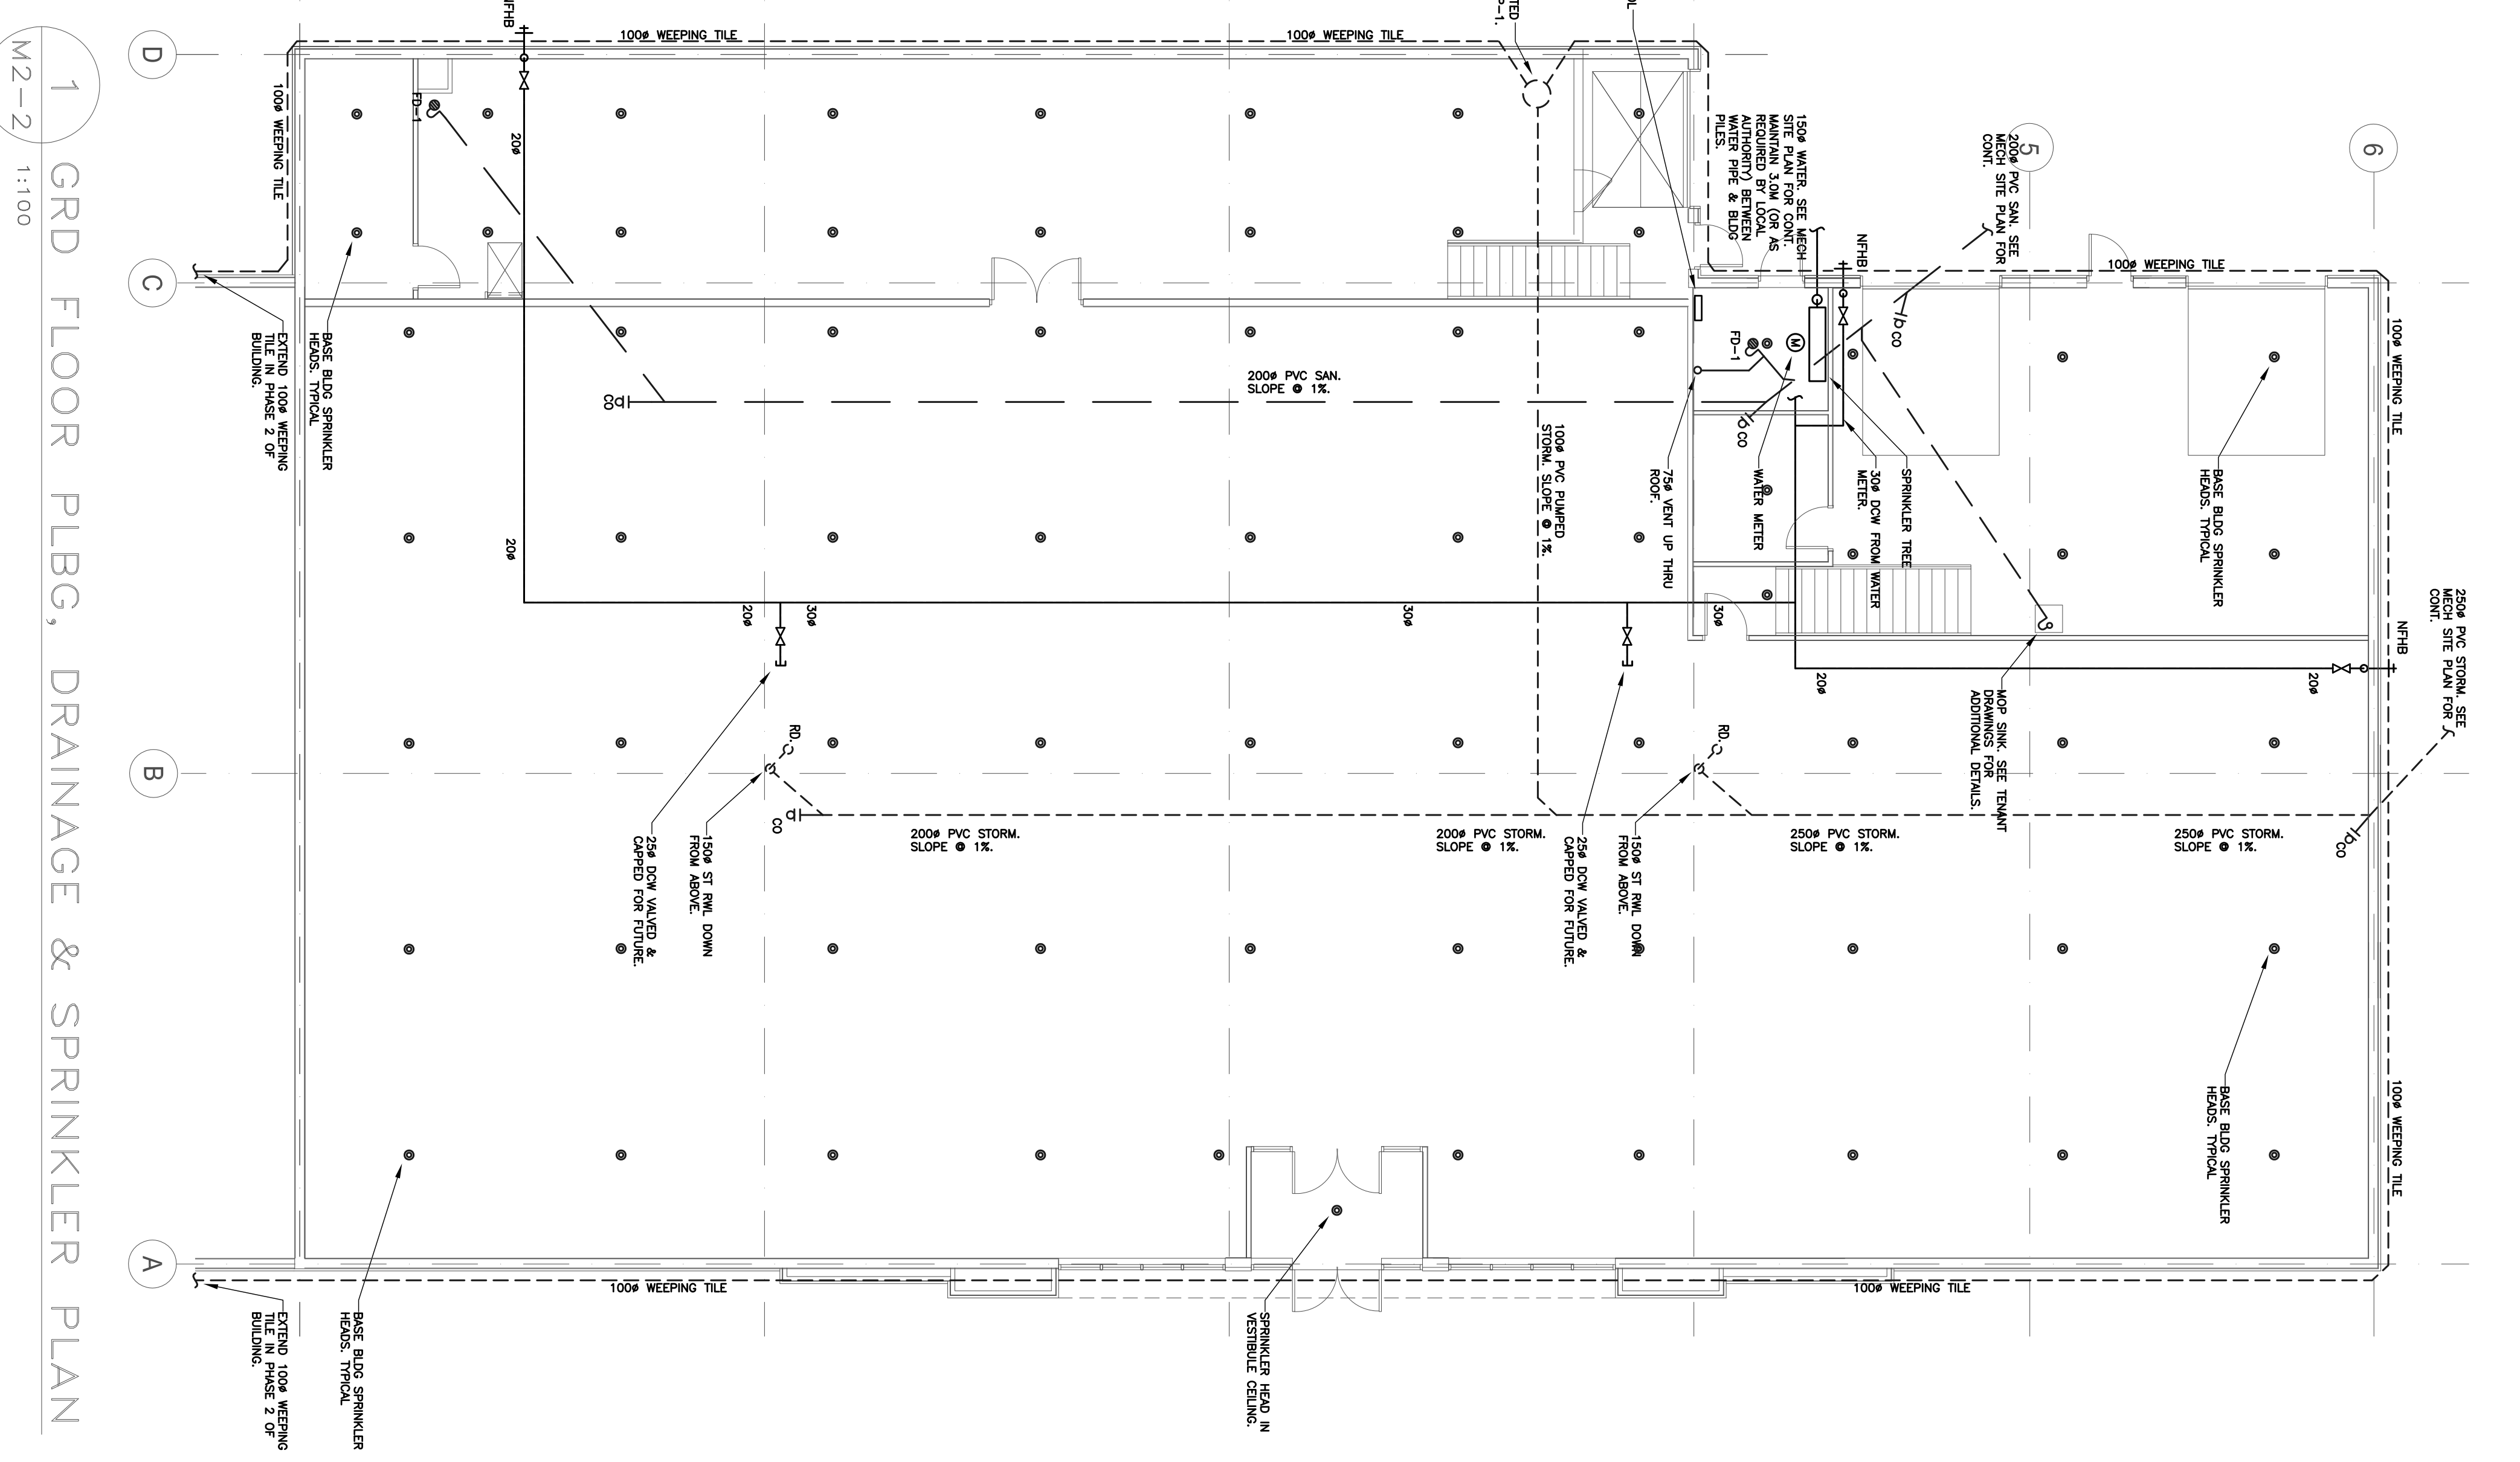 1
M2-2
GRD FLOOR PLBG, DRAINAGE & SPRINKLER PLAN
1:100
D
C
B
A
5
6
NFHB
100ø WEEPING TILE
100ø WEEPING TILE
100ø WEEPING TILE
FD-1
20ø
BASE BLDG SPRINKLER
HEADS. TYPICAL
EXTEND 100ø WEEPING
TILE IN PHASE 2 OF
BUILDING.
CO
20ø
200ø PVC SAN.
SLOPE @ 1%.
P-1.
150ø WATER. SEE MECH
SITE PLAN FOR CONT.
MAINTAIN 3.0M (OR AS
REQUIRED BY LOCAL
AUTHORITY) BETWEEN
WATER PIPE & BLDG
PILES.
200ø PVC SAN. SEE
MECH SITE PLAN FOR
CONT.
NFHB
100ø WEEPING TILE
CO
FD-1
M
CO
100ø WEEPING TILE
100ø PVC PUMPED
STORM. SLOPE @ 1%.
75ø VENT UP THRU
ROOF.
WATER METER
30ø DCW FROM WATER
METER.
SPRINKLER TREE
BASE BLDG SPRINKLER
HEADS. TYPICAL
250ø PVC STORM. SEE
MECH SITE PLAN FOR
CONT.
NFHB
20ø
30ø
30ø
30ø
20ø
20ø
MOP SINK. SEE TENANT
DRAWINGS FOR
ADDITIONAL DETAILS.
RD.
RD.
CO
200ø PVC STORM.
SLOPE @ 1%.
200ø PVC STORM.
SLOPE @ 1%.
250ø PVC STORM.
SLOPE @ 1%.
250ø PVC STORM.
SLOPE @ 1%.
CO
25ø DCW VALVED &
CAPPED FOR FUTURE.
150ø ST RWL DOWN
FROM ABOVE.
25ø DCW VALVED &
CAPPED FOR FUTURE.
150ø ST RWL DOWN
FROM ABOVE.
BASE BLDG SPRINKLER
HEADS. TYPICAL
100ø WEEPING TILE
100ø WEEPING TILE
100ø WEEPING TILE
EXTEND 100ø WEEPING
TILE IN PHASE 2 OF
BUILDING.
BASE BLDG SPRINKLER
HEADS. TYPICAL
SPRINKLER HEAD IN
VESTIBULE CEILING.